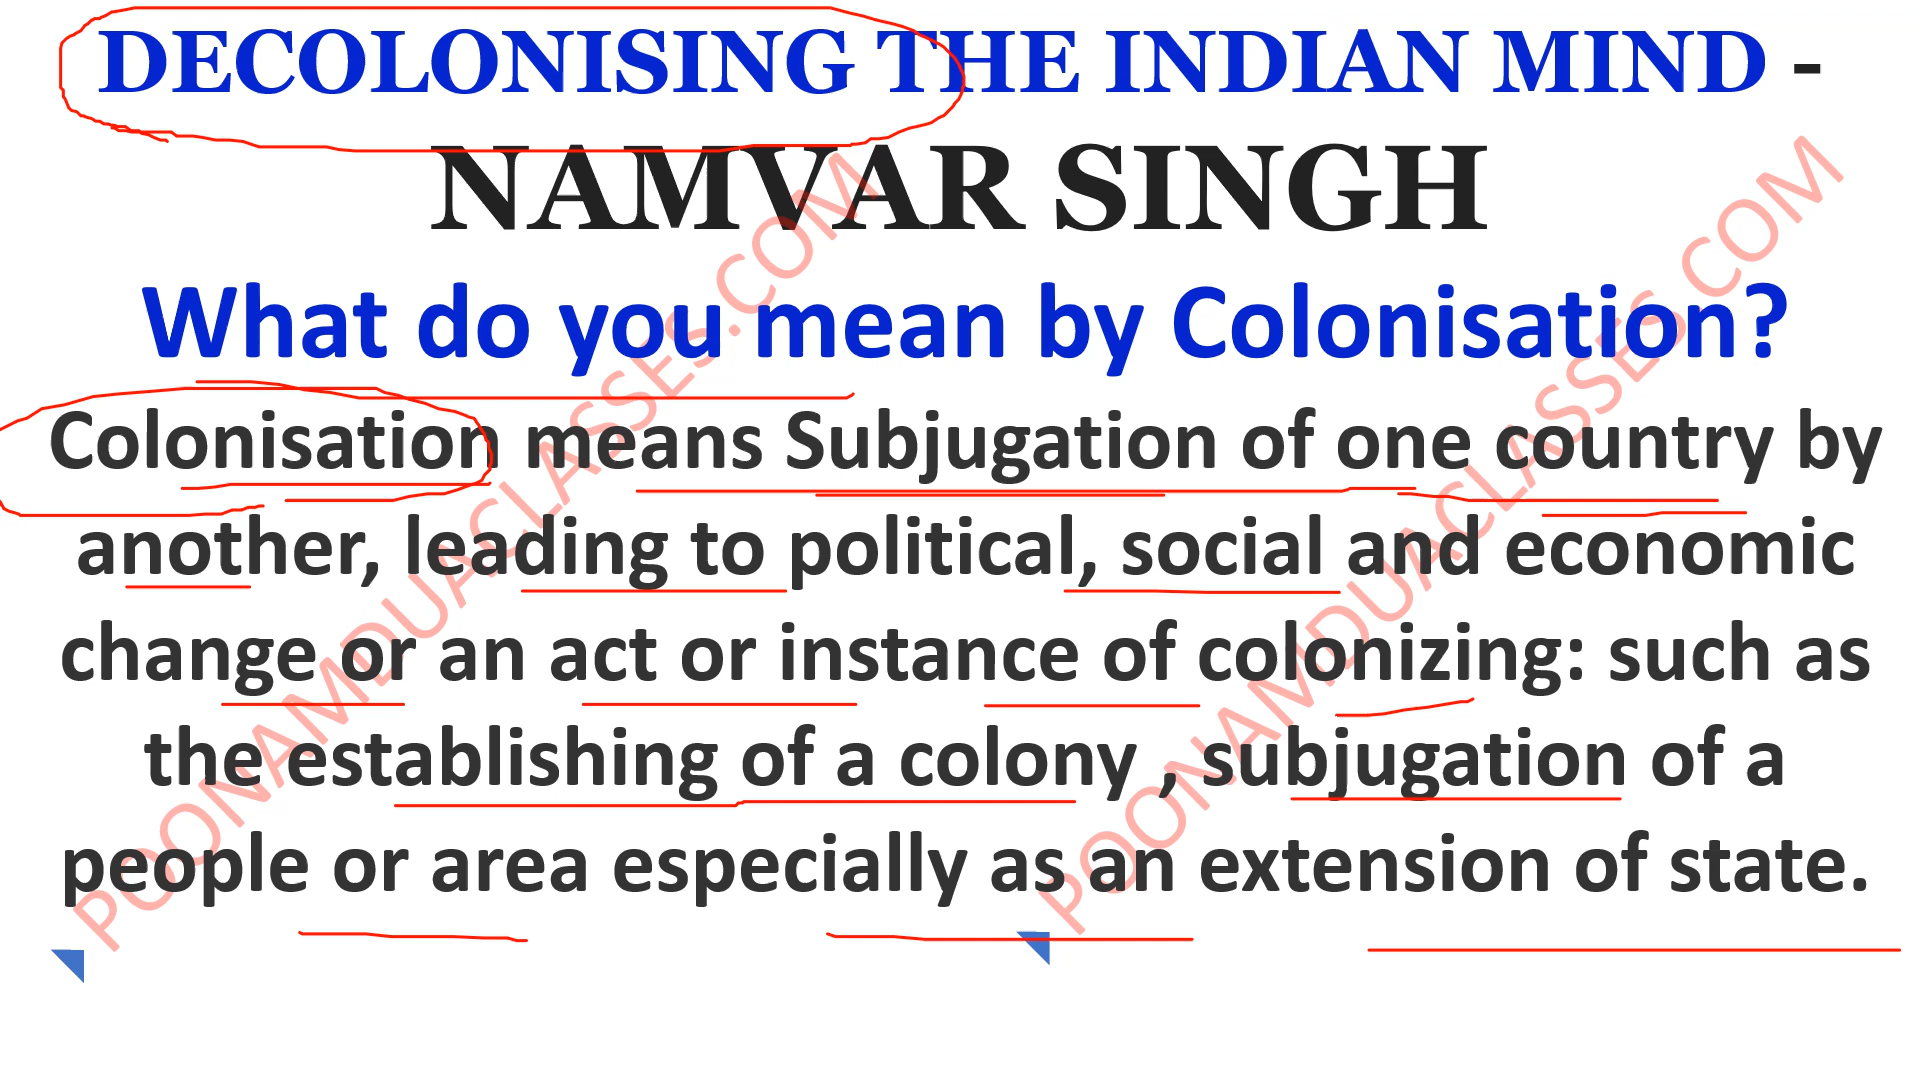 DECOLONISING THE INDIAN MIND -
NAMVAR SINGH
What do you mean by Colonisation?
Colonisation means Subjugation of one country by
another, leading to political, social and economic
change or an act or instance of colonizing: such as
the establishing of a colony , subjugation of a
people or area especially as an extension of state.
POONAMDUACLASSES.COM
POONAMDUACLASSES.COM